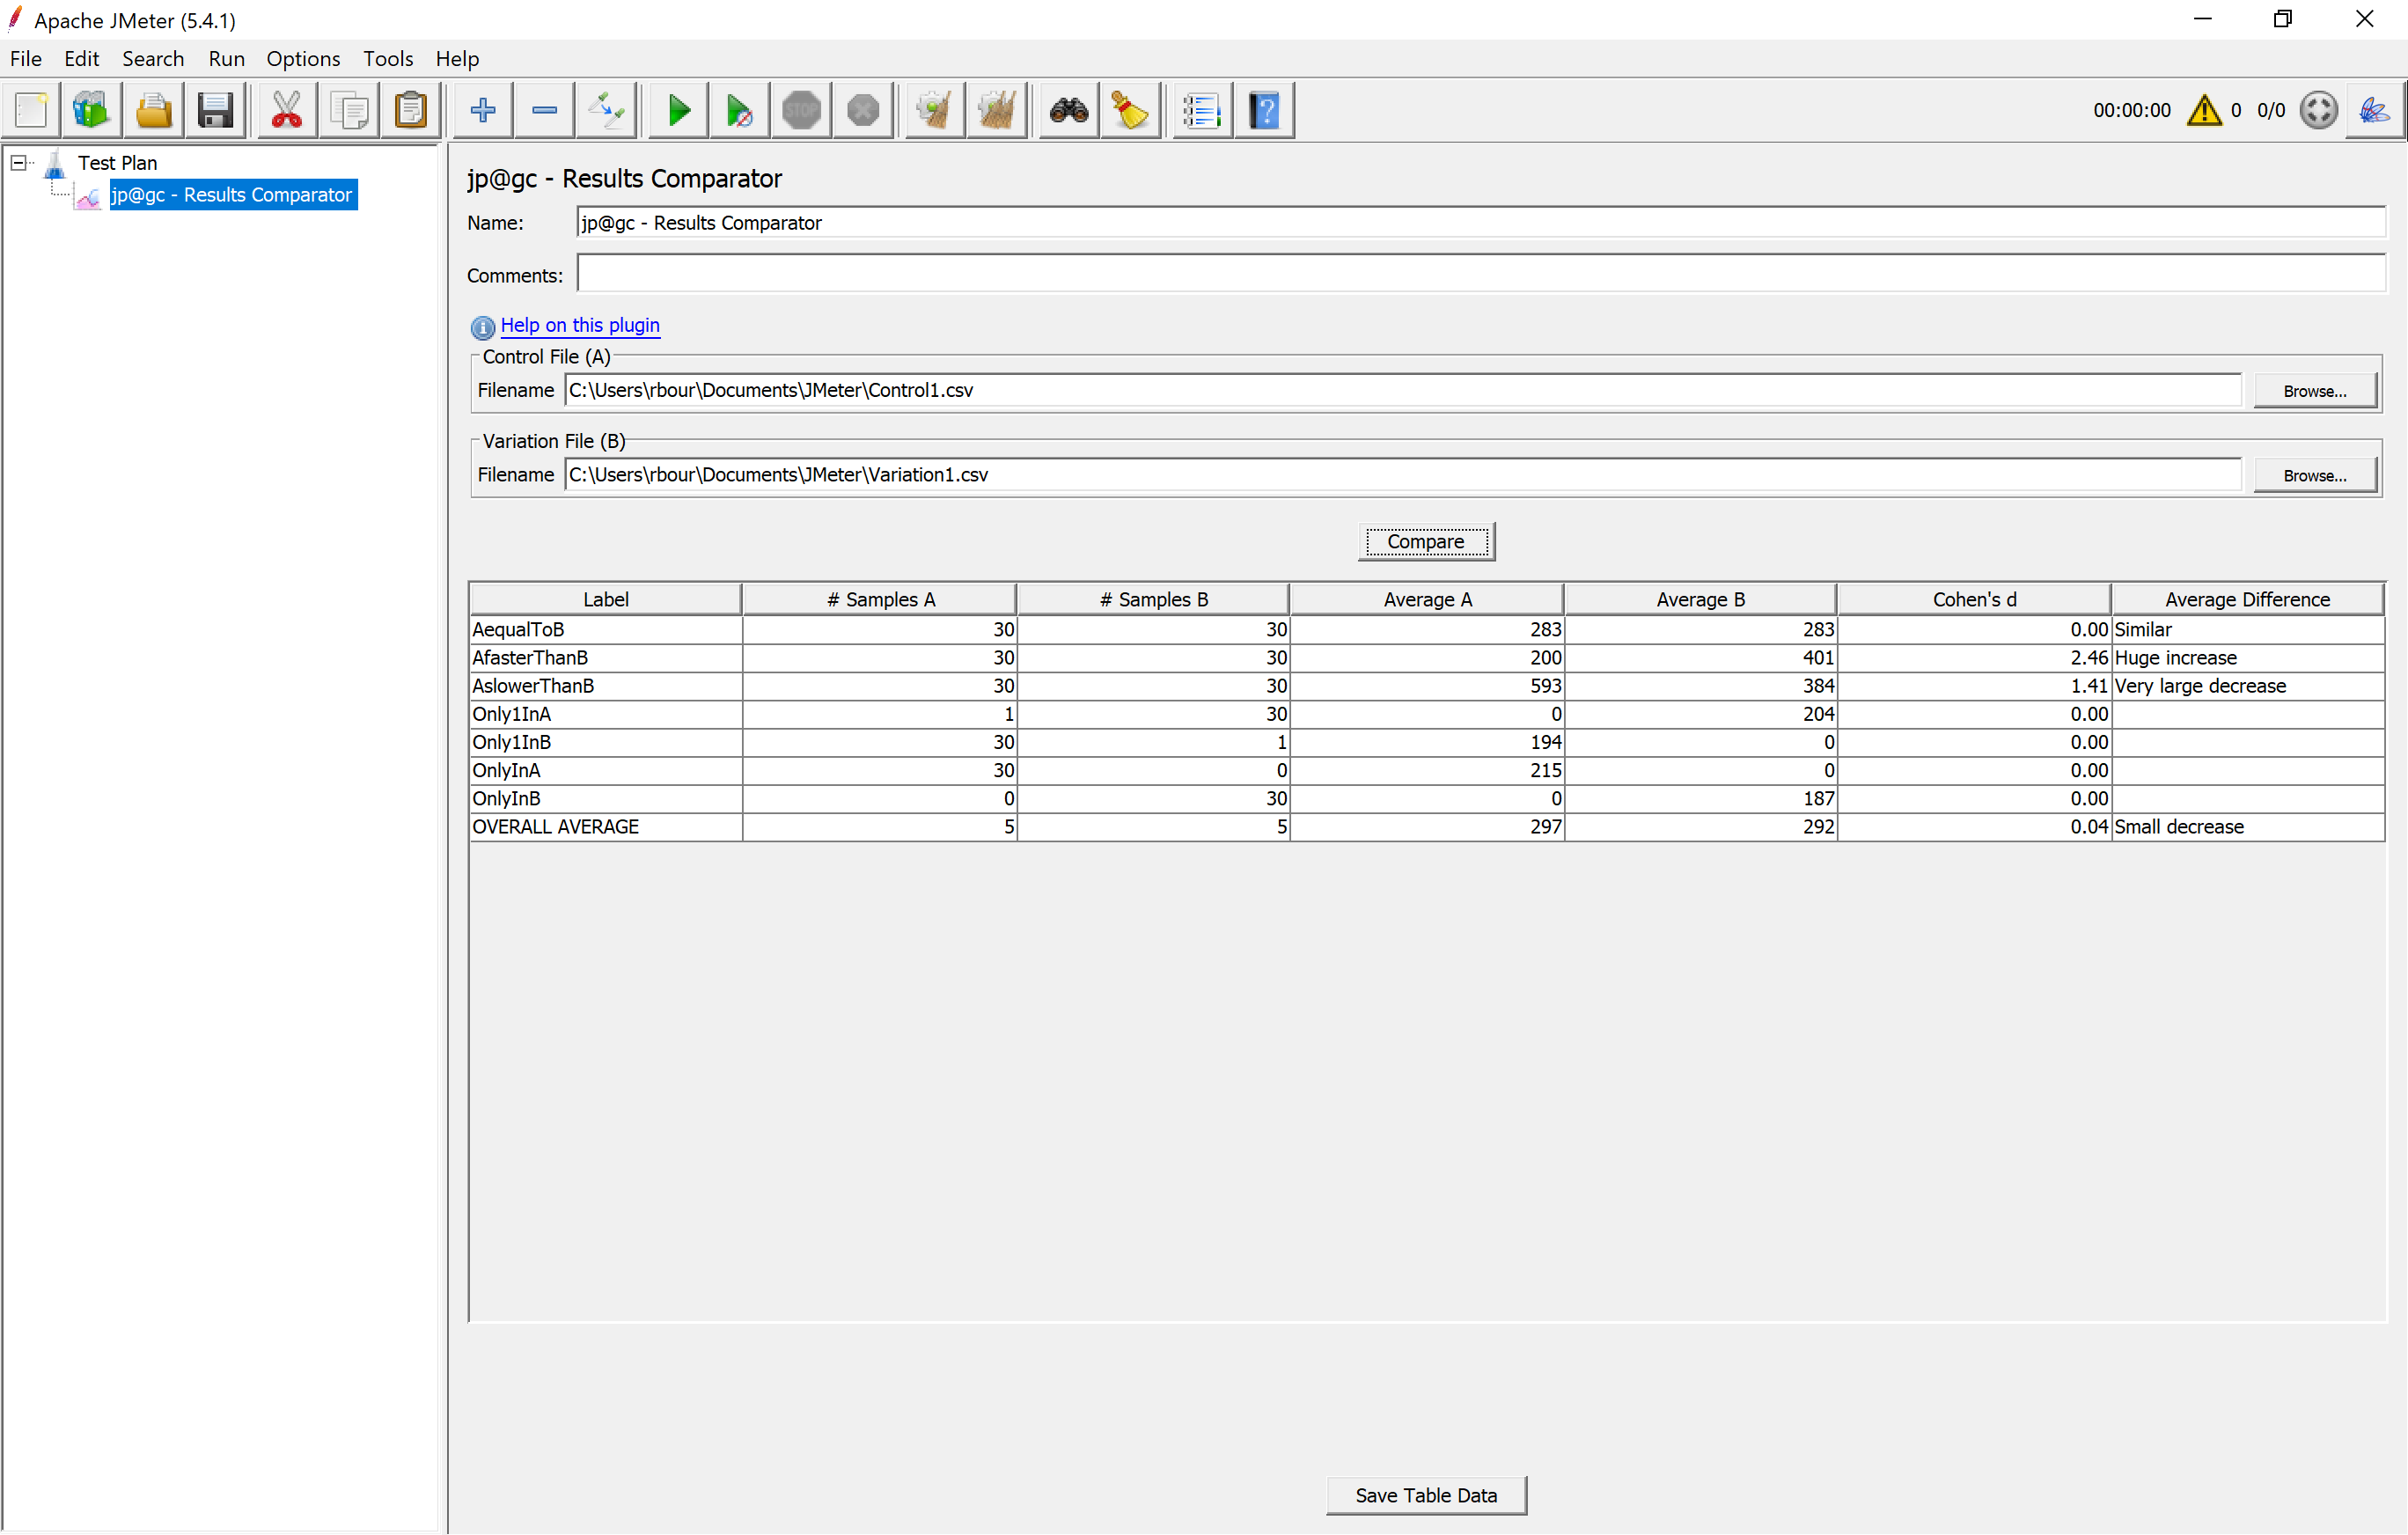 Apache JMeter (5.4.1)
File Edit Search Run Options Tools Help
STOP
00:00:00 0 0/0
Test Plan
jp@gc - Results Comparator
jp@gc - Results Comparator
Name: jp@gc - Results Comparator
Comments:
Help on this plugin
Control File (A)
Filename C:\Users\rbour\Documents\JMeter\Control1.csv Browse...
Variation File (B)
Filename C:\Users\rbour\Documents\JMeter\Variation1.csv Browse...
Compare
Label # Samples A # Samples B Average A Average B Cohen's d Average Difference
AequalToB 30 30 283 283 0.00 Similar
AfasterThanB 30 30 200 401 2.46 Huge increase
AslowerThanB 30 30 593 384 1.41 Very large decrease
Only1InA 1 30 0 204 0.00
Only1InB 30 1 194 0 0.00
OnlyInA 30 0 215 0 0.00
OnlyInB 0 30 0 187 0.00
OVERALL AVERAGE 5 5 297 292 0.04 Small decrease
Save Table Data